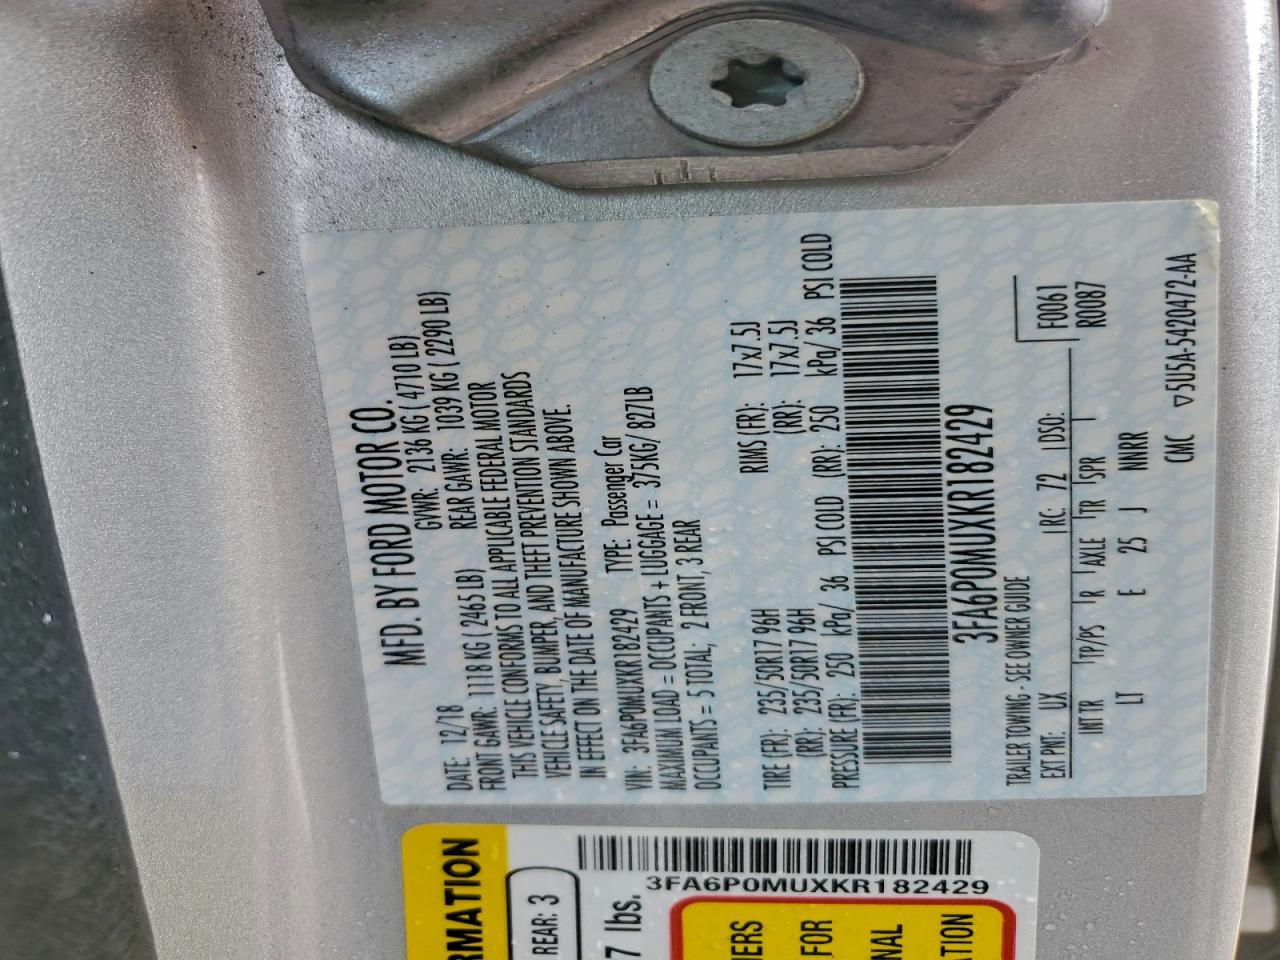 MFD. BY FORD MOTOR CO.
DATE: 12/18 GVWR: 2136 KG ( 4710 LB)
FRONT GAWR: 1118 KG ( 2465 LB) REAR GAWR: 1039 KG ( 2290 LB)
THIS VEHICLE CONFORMS TO ALL APPLICABLE FEDERAL MOTOR
VEHICLE SAFETY, BUMPER, AND THEFT PREVENTION STANDARDS
IN EFFECT ON THE DATE OF MANUFACTURE SHOWN ABOVE.
VIN: 3FA6P0MUXKR182429 TYPE: Passenger Car
MAXIMUM LOAD = OCCUPANTS + LUGGAGE = 375KG/ 827LB
OCCUPANTS = 5 TOTAL; 2 FRONT, 3 REAR
TIRE (FR): 235/50R17 96H RIMS (FR): 17x7.5J
(RR): 235/50R17 96H (RR): 17x7.5J
PRESSURE (FR): 250 kPa/ 36 PSI COLD (RR): 250 kPa/ 36 PSI COLD
3FA6P0MUXKR182429
TRAILER TOWING - SEE OWNER GUIDE
F0061
EXT PNT: UX RC: 72 DSO: R0087
INT TR TP/PS R AXLE TR SPR
LT E 25 J NNRR
CMC ▽5U5A-5420472-AA
RMATION
REAR: 3
7 lbs.
3FA6P0MUXKR182429
ERS
FOR
NAL
TION